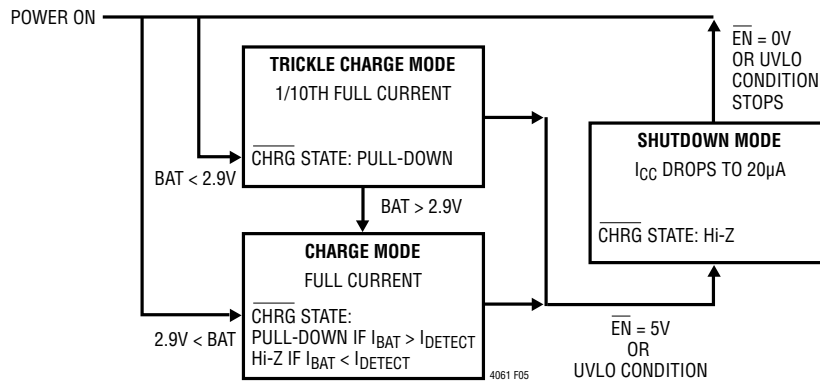 POWER ON
TRICKLE CHARGE MODE
1/10TH FULL CURRENT
CHRG STATE: PULL-DOWN
BAT < 2.9V
BAT > 2.9V
CHARGE MODE
FULL CURRENT
CHRG STATE:
PULL-DOWN IF IBAT > IDETECT
Hi-Z IF IBAT < IDETECT
2.9V < BAT
4061 F05
EN = 0V
OR UVLO
CONDITION
STOPS
SHUTDOWN MODE
ICC DROPS TO 20µA
CHRG STATE: Hi-Z
EN = 5V
OR
UVLO CONDITION